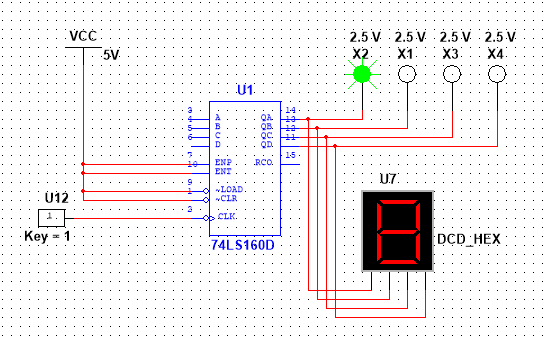 VCC
5V
2.5 V 2.5 V 2.5 V 2.5 V
X2 X1 X3 X4
U1
3 14
4 A QA 13
5 B QB 12
6 C QC 11
D QD
7 15
10 ENP RCO
ENT
9
1 ~LOAD
~CLR
2
CLK
74LS160D
U12
1
Key = 1
U7
8
DCD_HEX